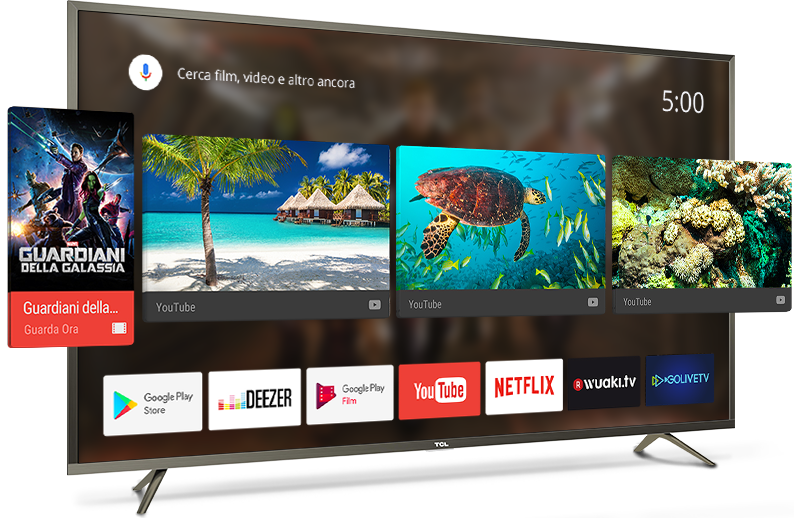 Cerca film, video e altro ancora
5:00
MARVEL
GUARDIANI
DELLA GALASSIA
Guardiani della...
Guarda Ora
YouTube
YouTube
YouTube
Google Play
Store
DEEZER
Google Play
Film
YouTube
NETFLIX
R wuaki.tv
GOLIVETV
TCL